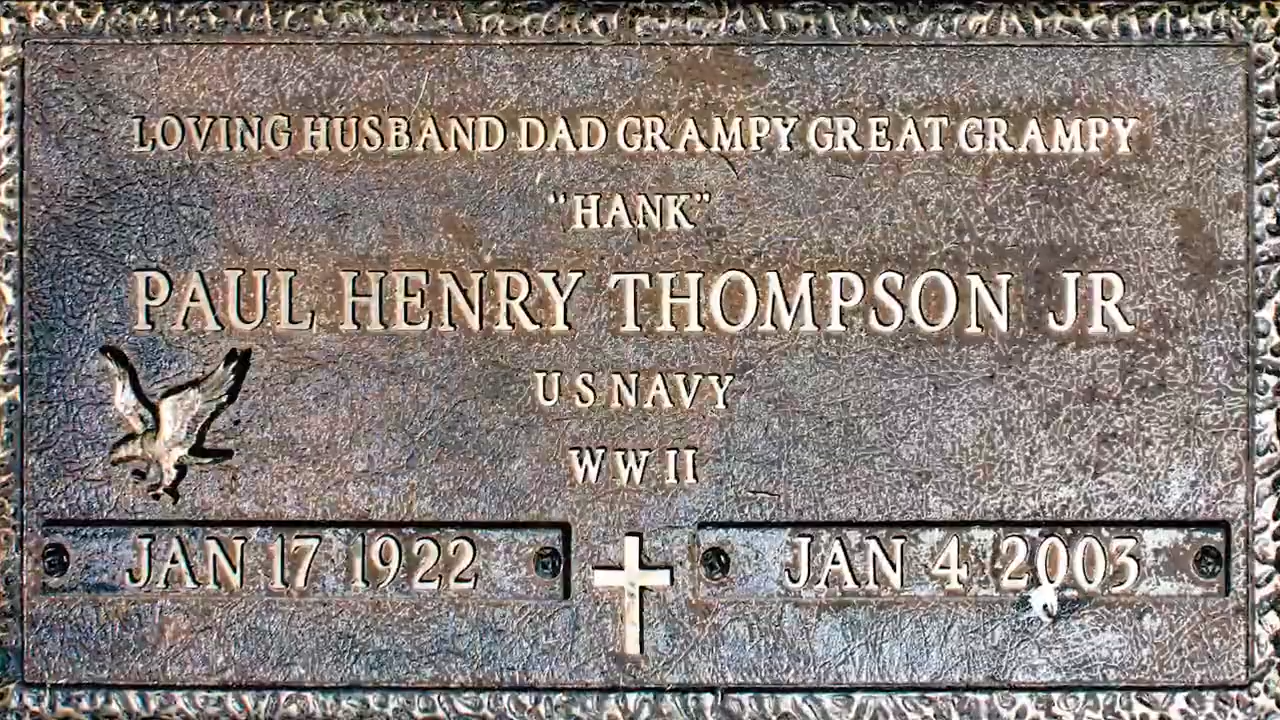 LOVING HUSBAND DAD GRAMPY GREAT GRAMPY
"HANK"
PAUL HENRY THOMPSON JR
U S NAVY
WW II
JAN 17 1922
JAN 4 2003